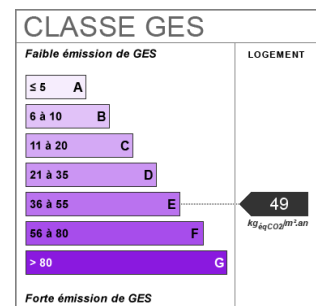 CLASSE GES
Faible émission de GES
LOGEMENT
≤ 5 A
6 à 10 B
11 à 20 C
21 à 35 D
36 à 55 E
49
kgéqCO2/m².an
56 à 80 F
> 80 G
Forte émission de GES